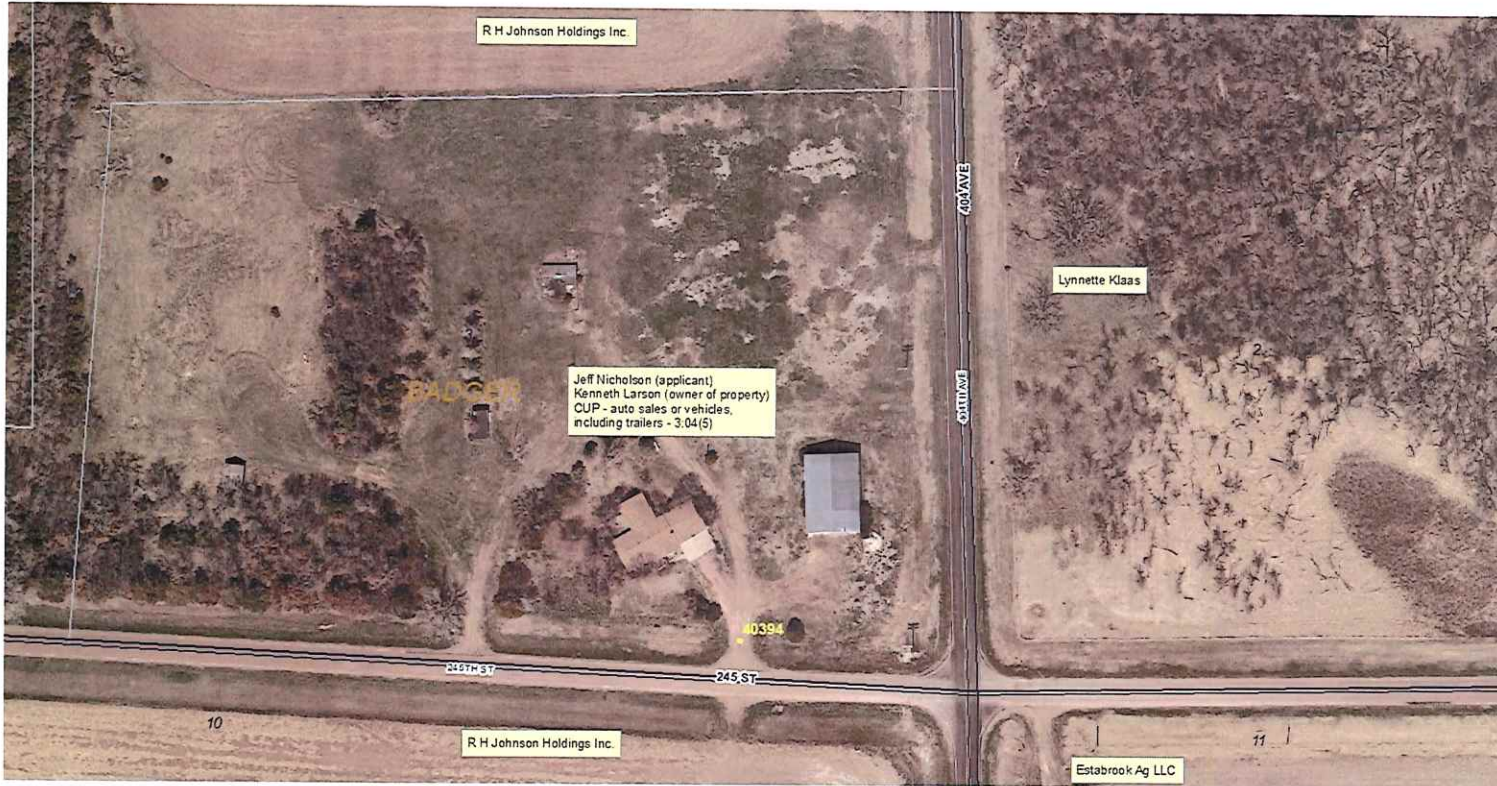 R H Johnson Holdings Inc.
404 AVE
Lynnette Klaas
2
Jeff Nicholson (applicant)
Kenneth Larson (owner of property)
CUP - auto sales or vehicles,
including trailers - 3:04(5)
BADGER
404TH AVE
40394
245TH ST
245 ST
10
R H Johnson Holdings Inc.
11
Estabrook Ag LLC